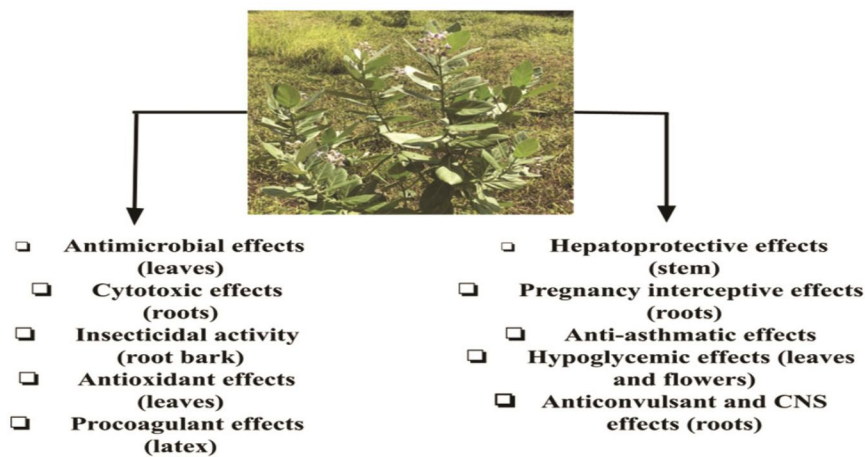 ❑ Antimicrobial effects
(leaves)
❑ Cytotoxic effects
(roots)
❑ Insecticidal activity
(root bark)
❑ Antioxidant effects
(leaves)
❑ Procoagulant effects
(latex)
❑ Hepatoprotective effects
(stem)
❑ Pregnancy interceptive effects
(roots)
❑ Anti-asthmatic effects
❑ Hypoglycemic effects (leaves
and flowers)
❑ Anticonvulsant and CNS
effects (roots)